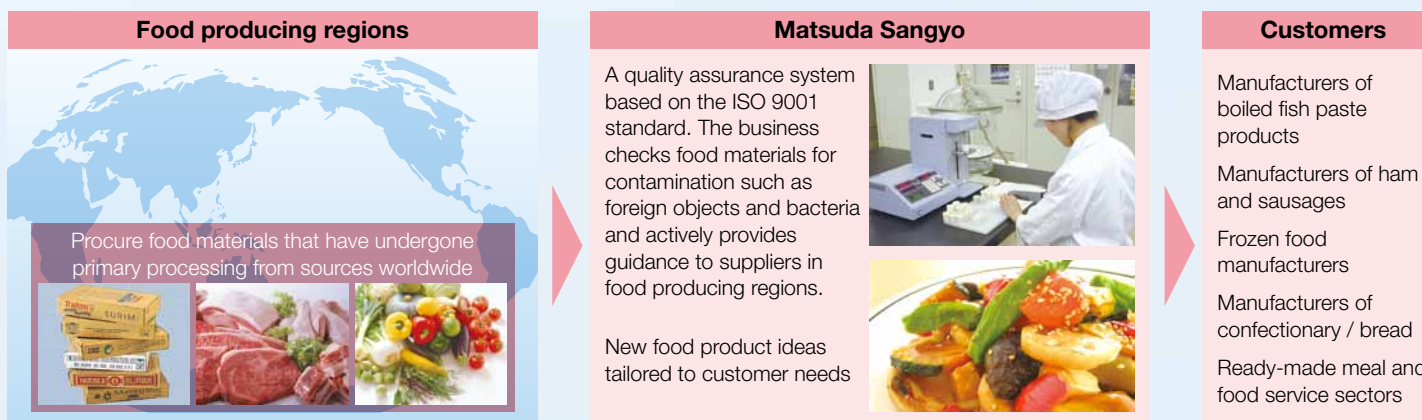 Food producing regions
Procure food materials that have undergone
primary processing from sources worldwide
SURIMI
Matsuda Sangyo
A quality assurance system
based on the ISO 9001
standard. The business
checks food materials for
contamination such as
foreign objects and bacteria
and actively provides
guidance to suppliers in
food producing regions.
New food product ideas
tailored to customer needs
Customers
Manufacturers of
boiled fish paste
products
Manufacturers of ham
and sausages
Frozen food
manufacturers
Manufacturers of
confectionary / bread
Ready-made meal and
food service sectors